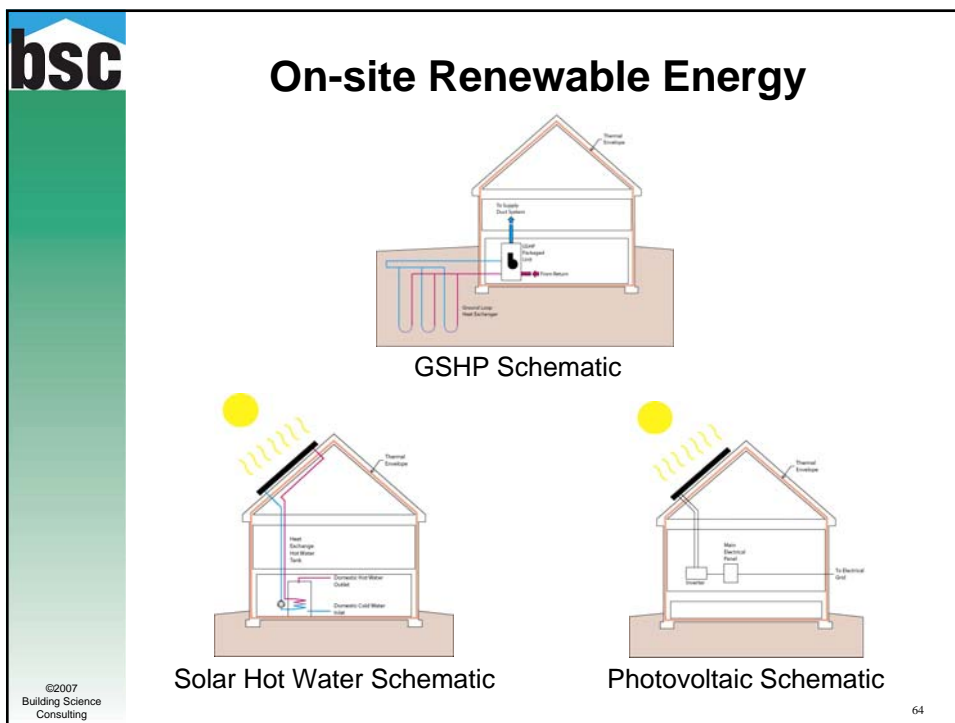 bsc
On-site Renewable Energy
Thermal
Envelope
To Supply
Duct System
GSHP
Packaged
Unit
From Return
Ground Loop
Heat Exchanger
GSHP Schematic
Thermal
Envelope
Heat
Exchange
Hot Water
Tank
Domestic Hot Water
Outlet
Domestic Cold Water
Inlet
Solar Hot Water Schematic
Thermal
Envelope
Main
Electrical
Panel
Inverter
To Electrical
Grid
Photovoltaic Schematic
©2007
Building Science
Consulting
64